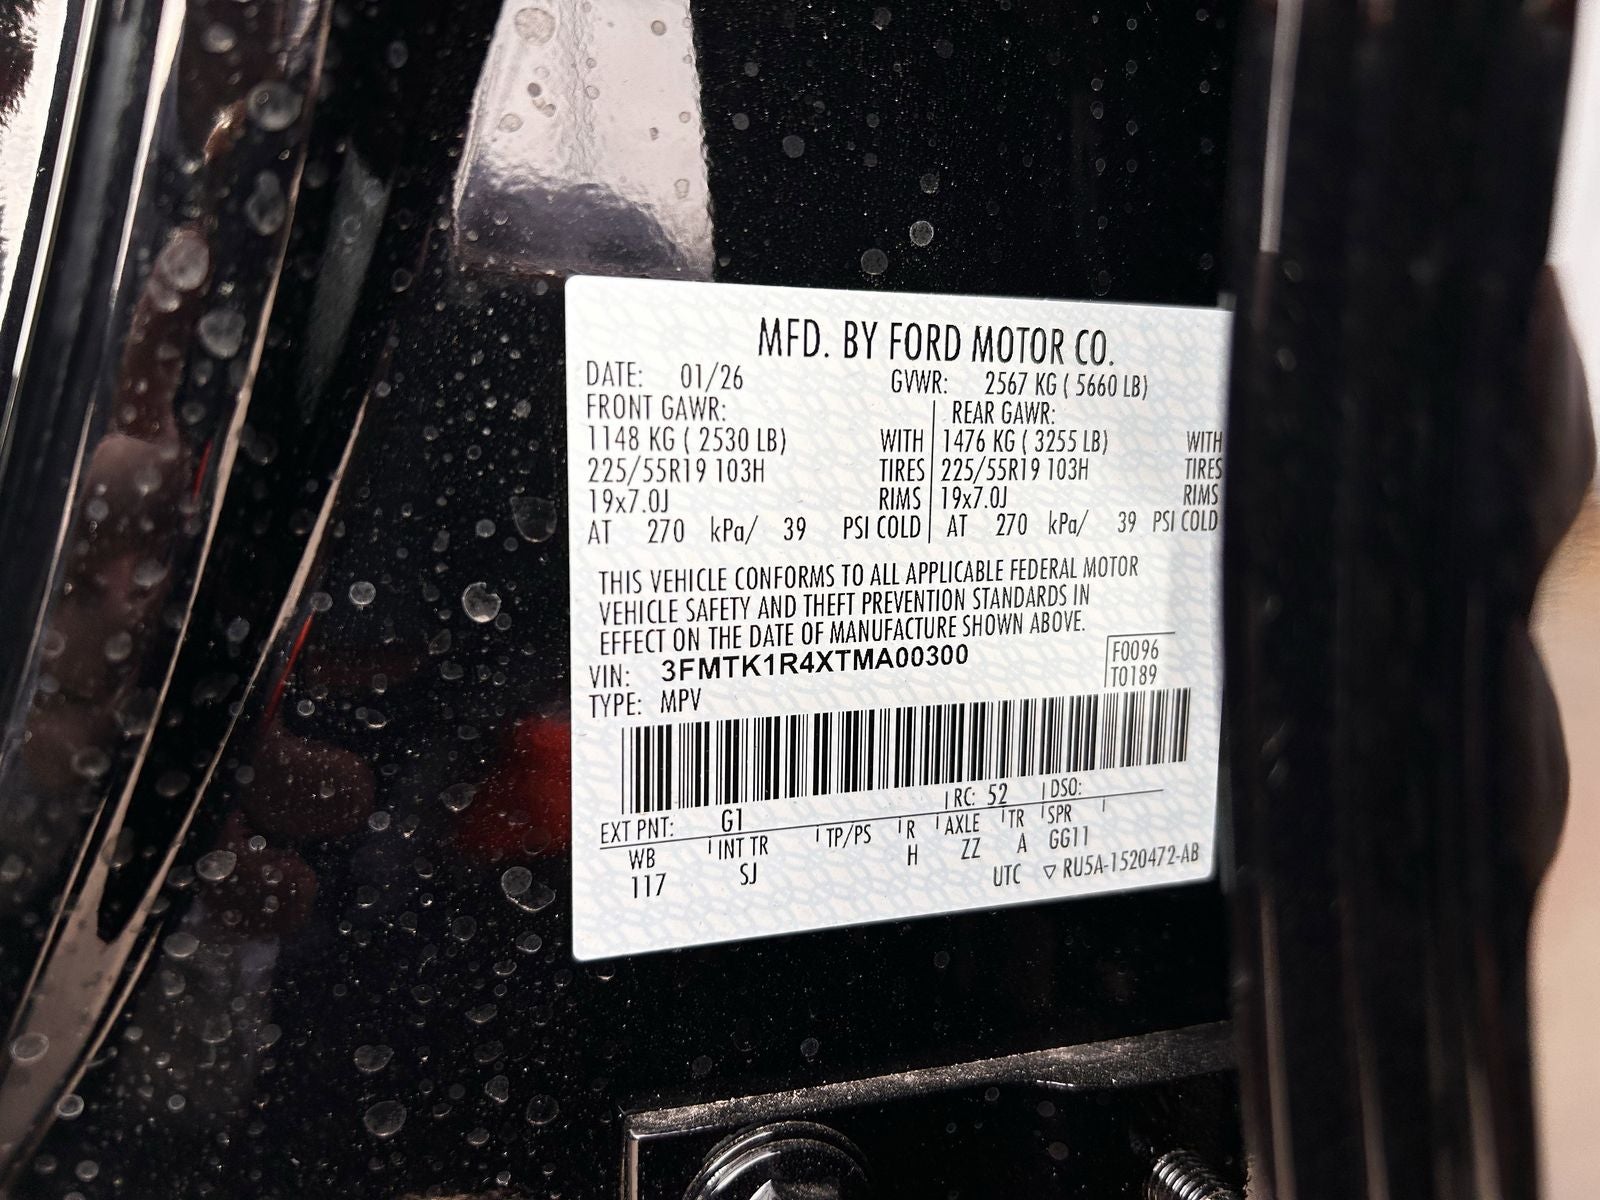 MFD. BY FORD MOTOR CO.
DATE: 01/26 GVWR: 2567 KG ( 5660 LB)
FRONT GAWR: REAR GAWR:
1148 KG ( 2530 LB) WITH 1476 KG ( 3255 LB) WITH
225/55R19 103H TIRES 225/55R19 103H TIRES
19x7.0J RIMS 19x7.0J RIMS
AT 270 kPa/ 39 PSI COLD AT 270 kPa/ 39 PSI COLD
THIS VEHICLE CONFORMS TO ALL APPLICABLE FEDERAL MOTOR
VEHICLE SAFETY AND THEFT PREVENTION STANDARDS IN
EFFECT ON THE DATE OF MANUFACTURE SHOWN ABOVE.
VIN: 3FMTK1R4XTMA00300 F0096
TYPE: MPV T0189
EXT PNT: G1 RC: 52 DSO:
WB INT TR TP/PS R AXLE TR SPR
117 SJ H ZZ A GG11
UTC ▽ RU5A-1520472-AB